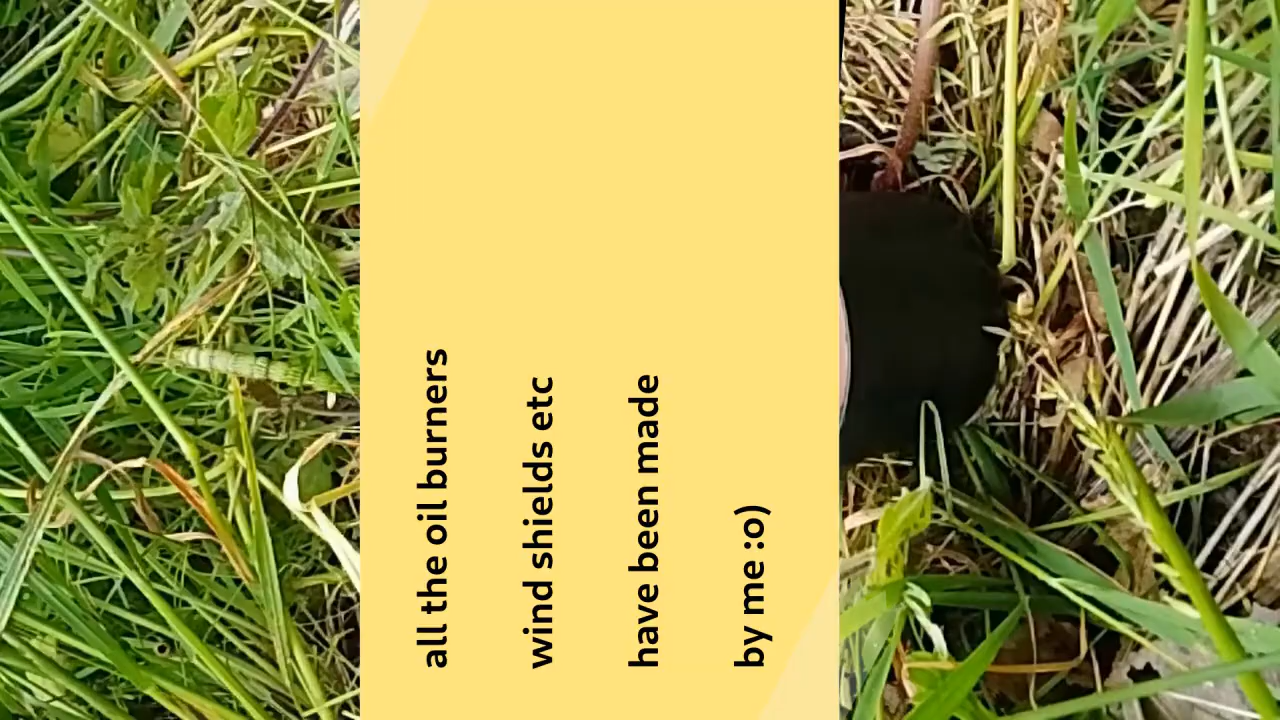 all the oil burners
wind shields etc
have been made
by me :o)